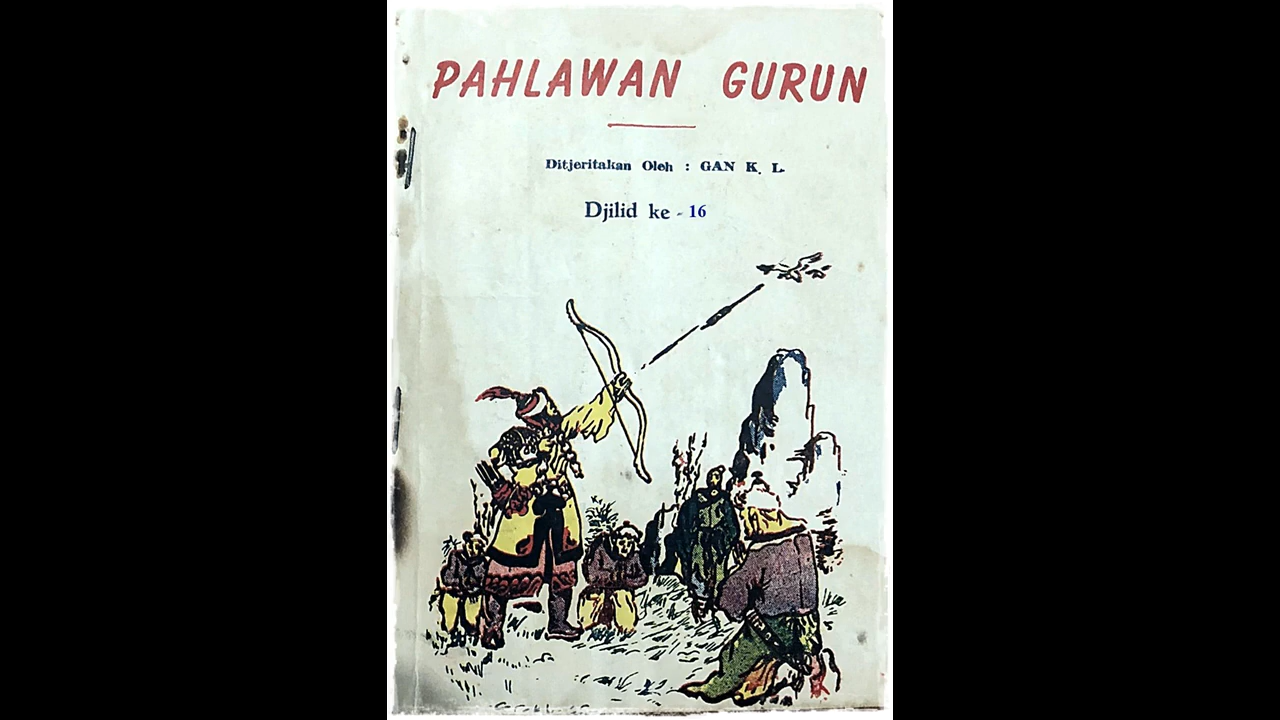 PAHLAWAN GURUN
Ditjeritakan Oleh : GAN K. L.
Djilid ke - 16